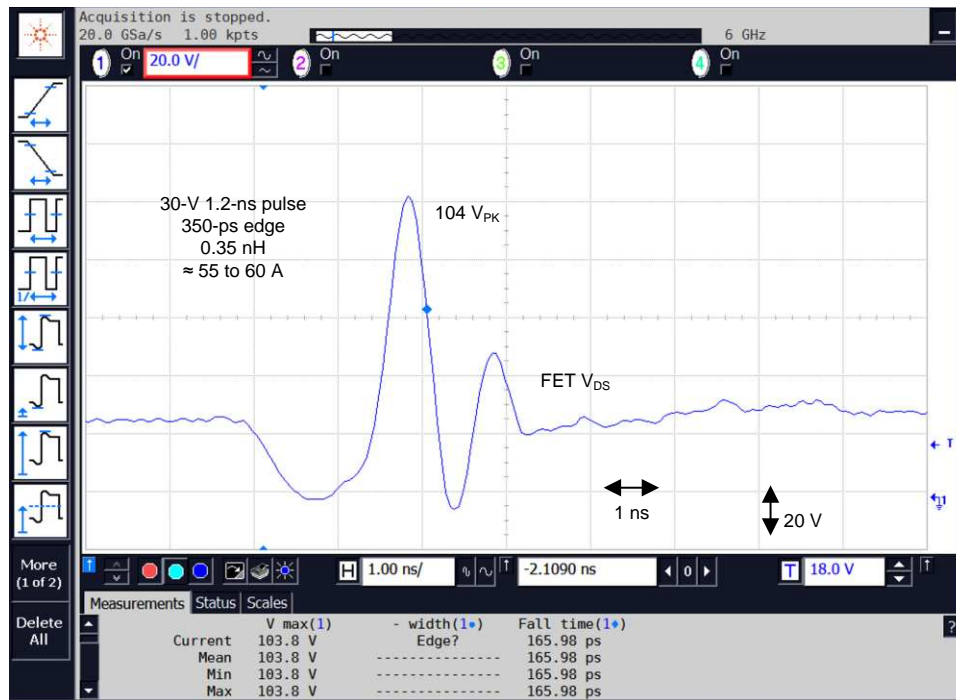 Acquisition is stopped.
20.0 GSa/s 1.00 kpts 6 GHz
1 On 20.0 V/ 2 On 3 On 4 On
30-V 1.2-ns pulse
350-ps edge
0.35 nH
≈ 55 to 60 A
104 VPK
FET VDS
T
1 ns
20 V
1
1/
More
(1 of 2)
Delete
All
H 1.00 ns/ -2.1090 ns 0 T 18.0 V
Measurements Status Scales
V max(1) - width(1●) Fall time(1♦)
Current 103.8 V Edge? 165.98 ps
Mean 103.8 V --------------- 165.98 ps
Min 103.8 V --------------- 165.98 ps
Max 103.8 V --------------- 165.98 ps
?